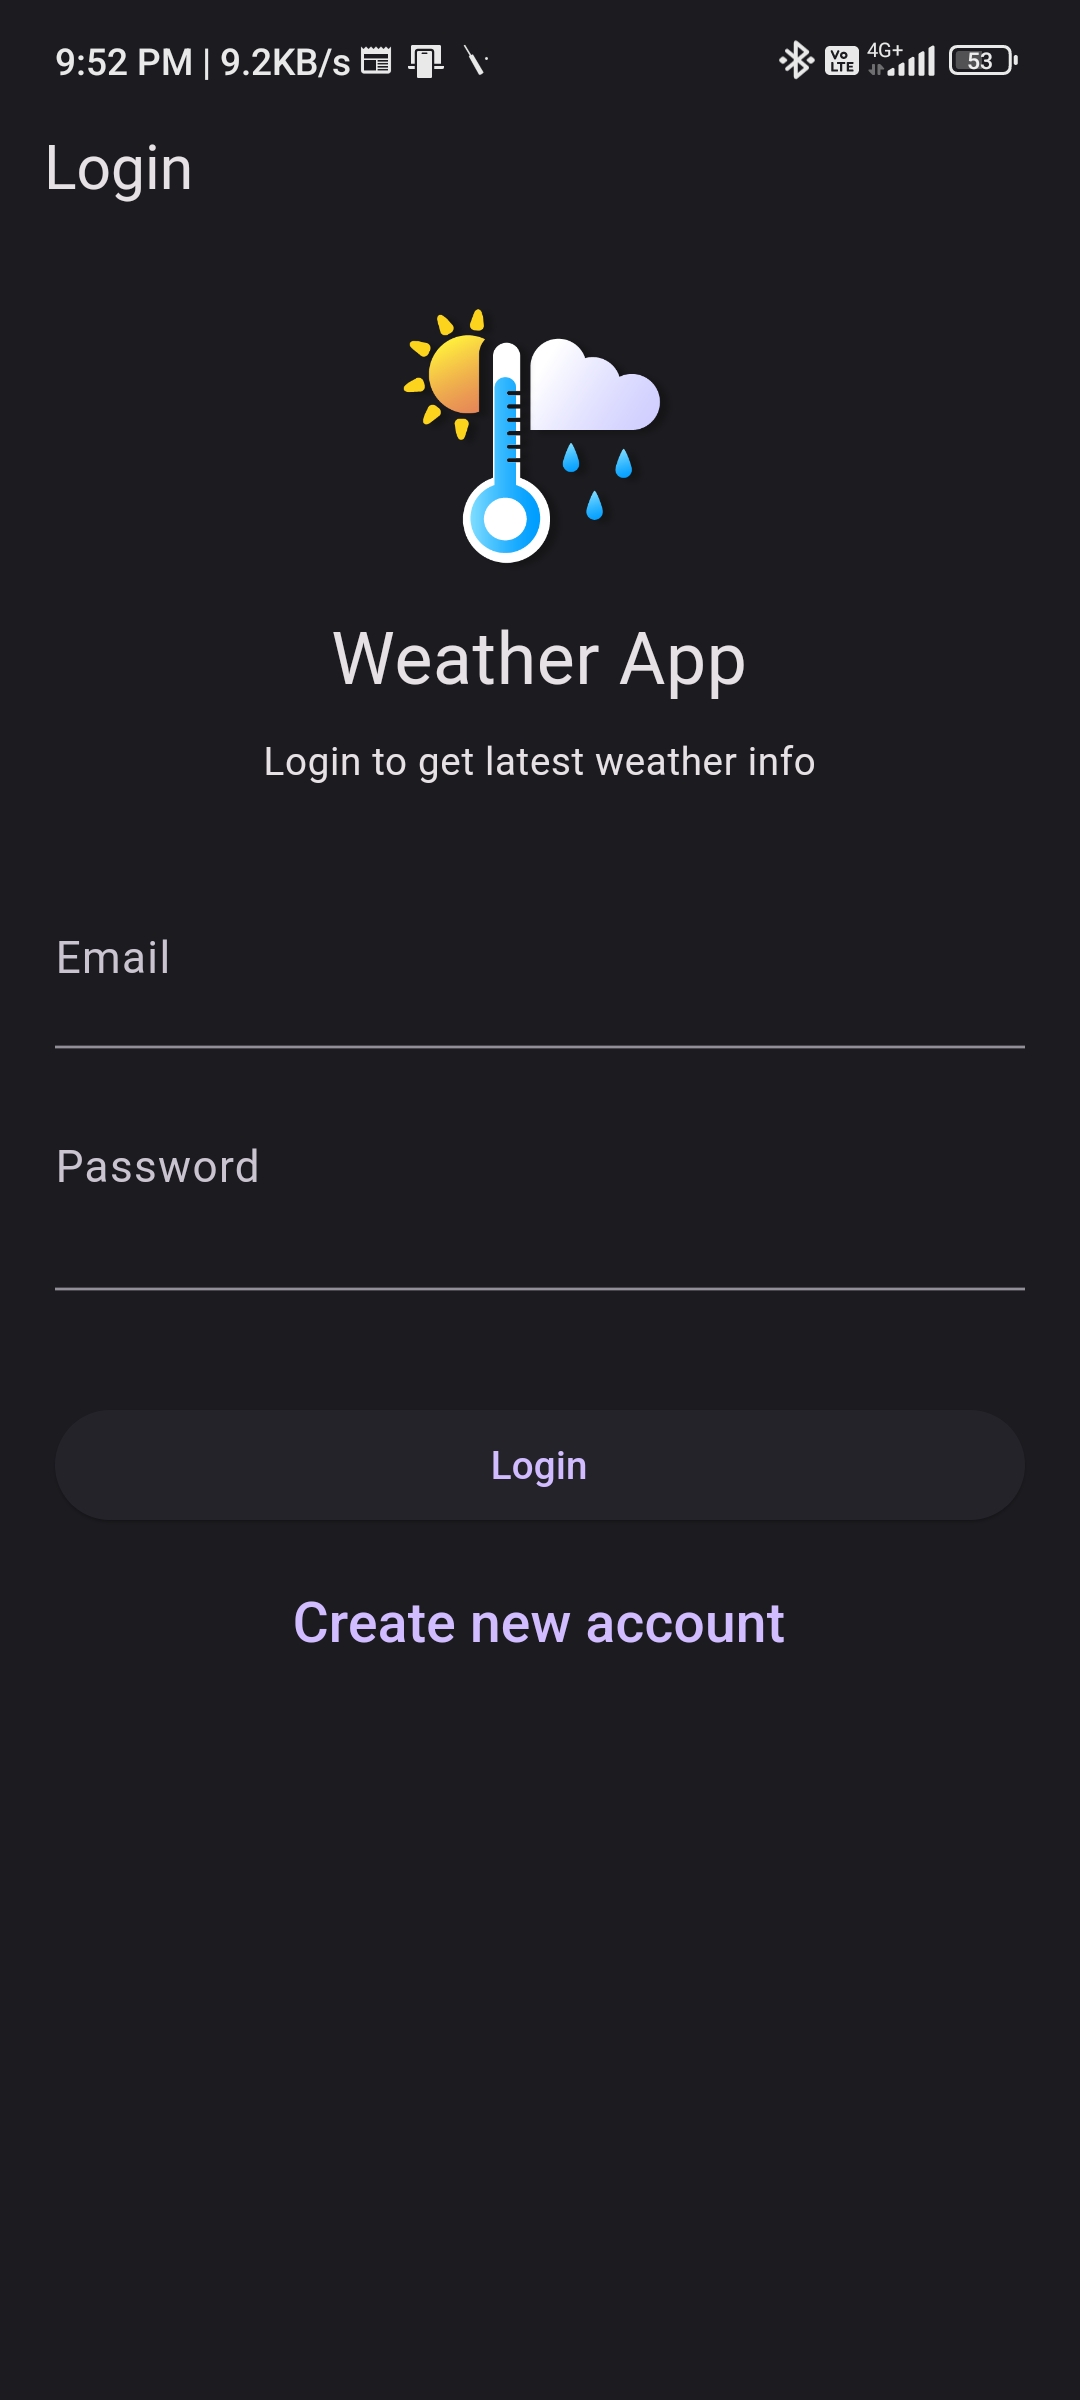 9:52 PM | 9.2KB/s
Vo LTE 4G+ 53
Login
Weather App
Login to get latest weather info
Email
Password
Login
Create new account